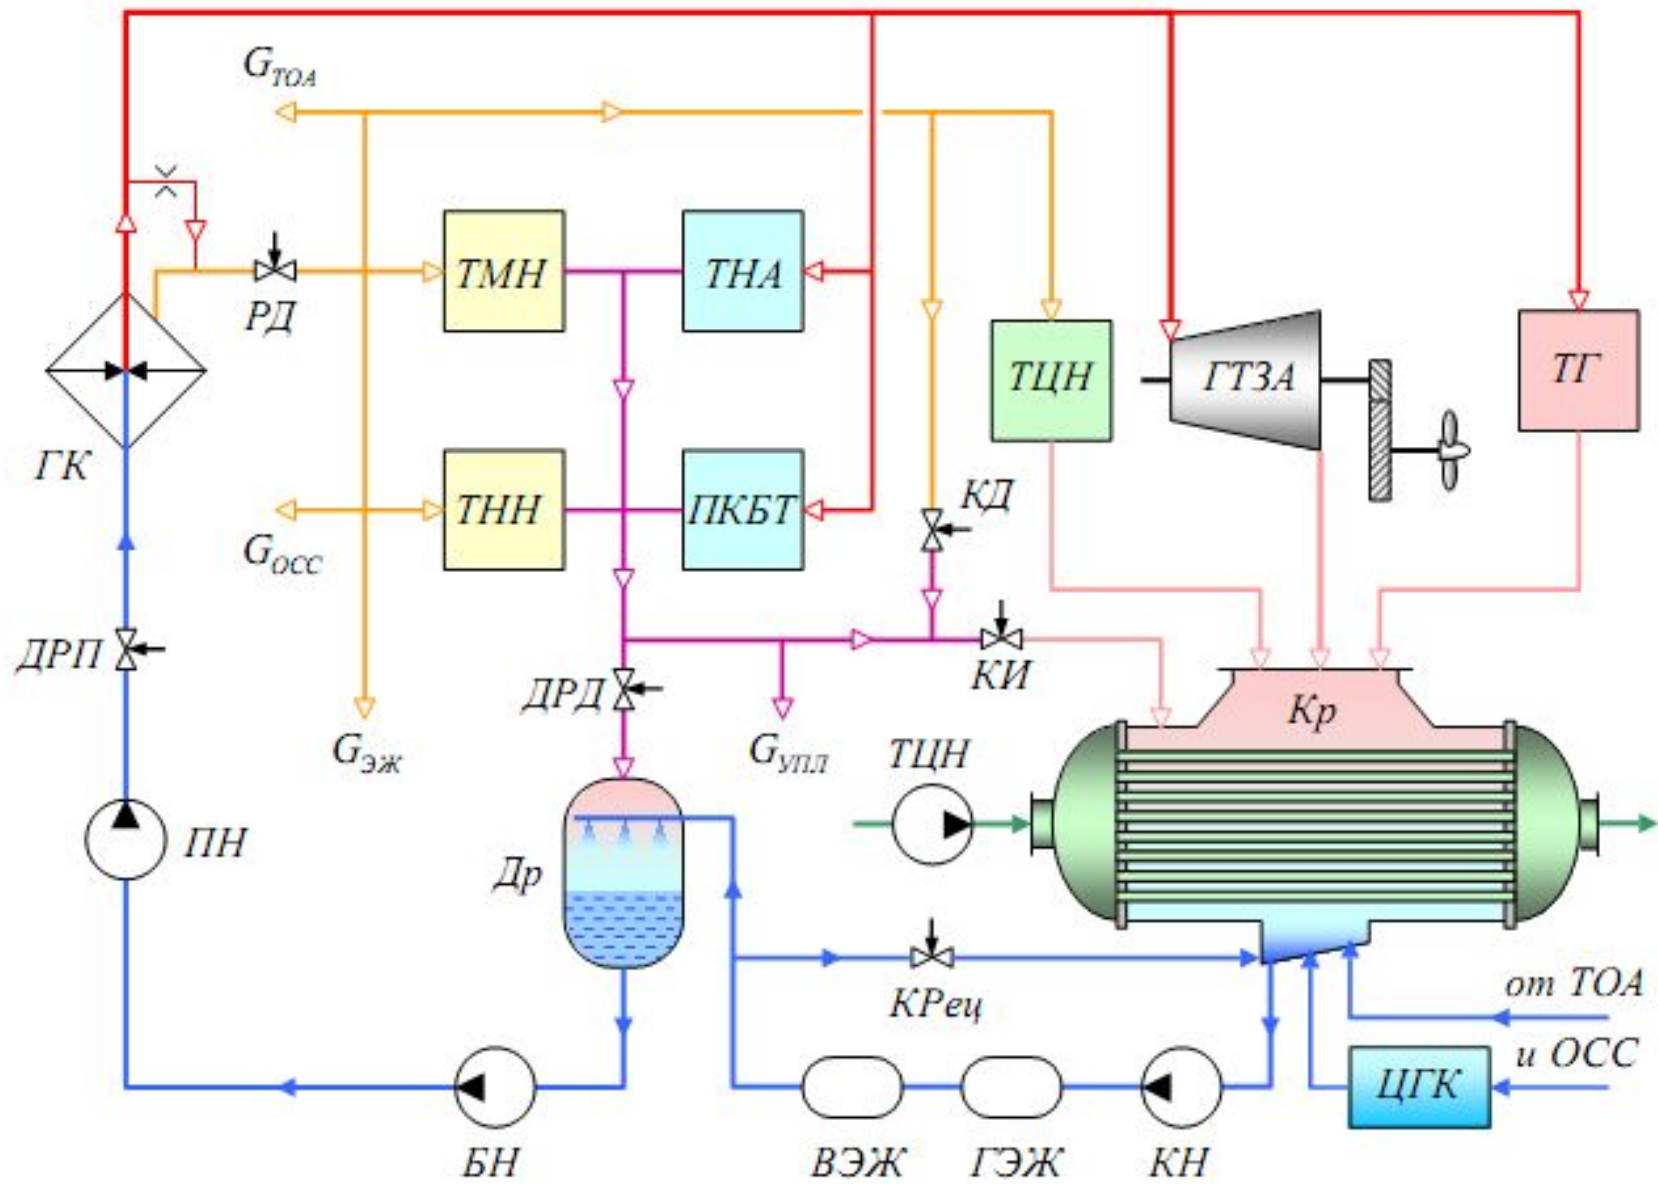 G_ТОА
РД
ТМН
ТНА
ТЦН
ГТЗА
ТГ
ГК
ТНН
ПКБТ
КД
G_ОСС
ДРП
ДРД
КИ
G_ЭЖ
G_УПЛ
ТЦН
Кр
ПН
Др
КРец
от ТОА
и ОСС
ЦГК
БН
ВЭЖ
ГЭЖ
КН